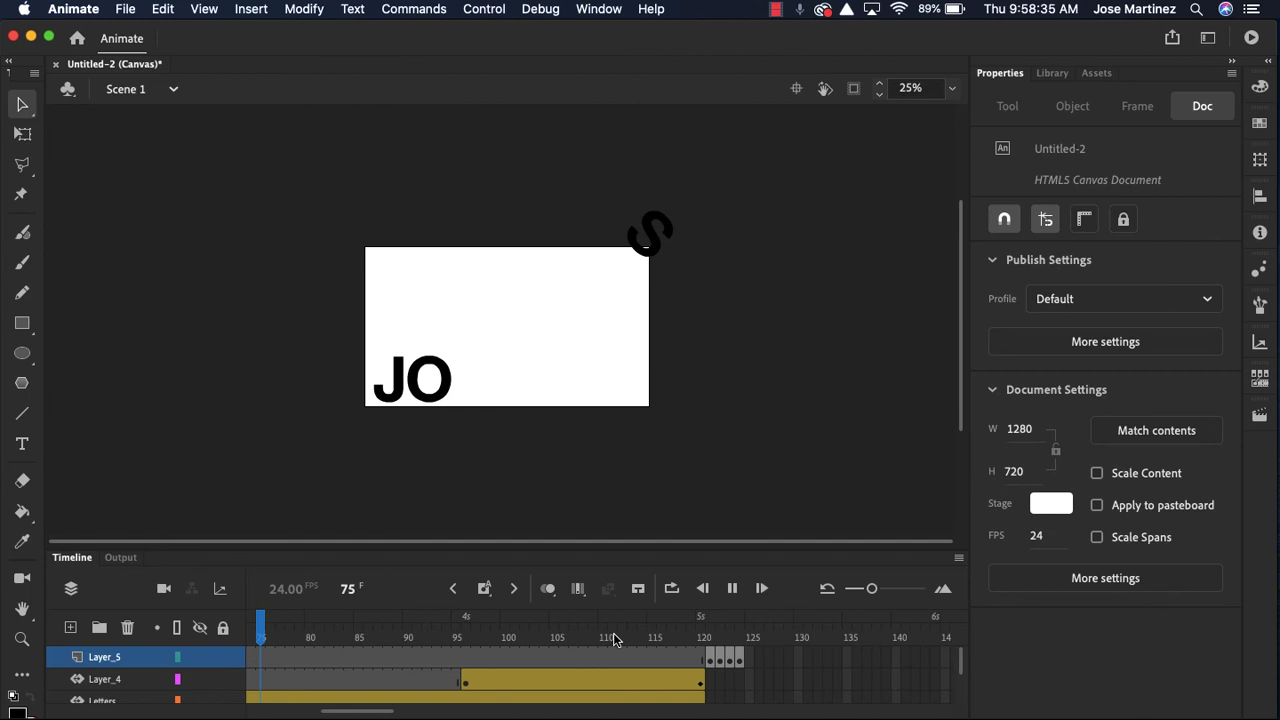 Animate File Edit View Insert Modify Text Commands Control Debug Window Help 89% Thu 9:58:35 AM Jose Martinez
Animate
Untitled-2 (Canvas)*
Scene 1
25%
S
JO
Properties Library Assets
Tool Object Frame Doc
An Untitled-2
HTML5 Canvas Document
Publish Settings
Profile Default
More settings
Document Settings
W 1280 Match contents
H 720 Scale Content
Stage Apply to pasteboard
FPS 24 Scale Spans
More settings
Timeline Output
24.00 FPS 75 F
4s 5s 6s
75 80 85 90 95 100 105 110 115 120 125 130 135 140 14
Layer_5
Layer_4
Letters